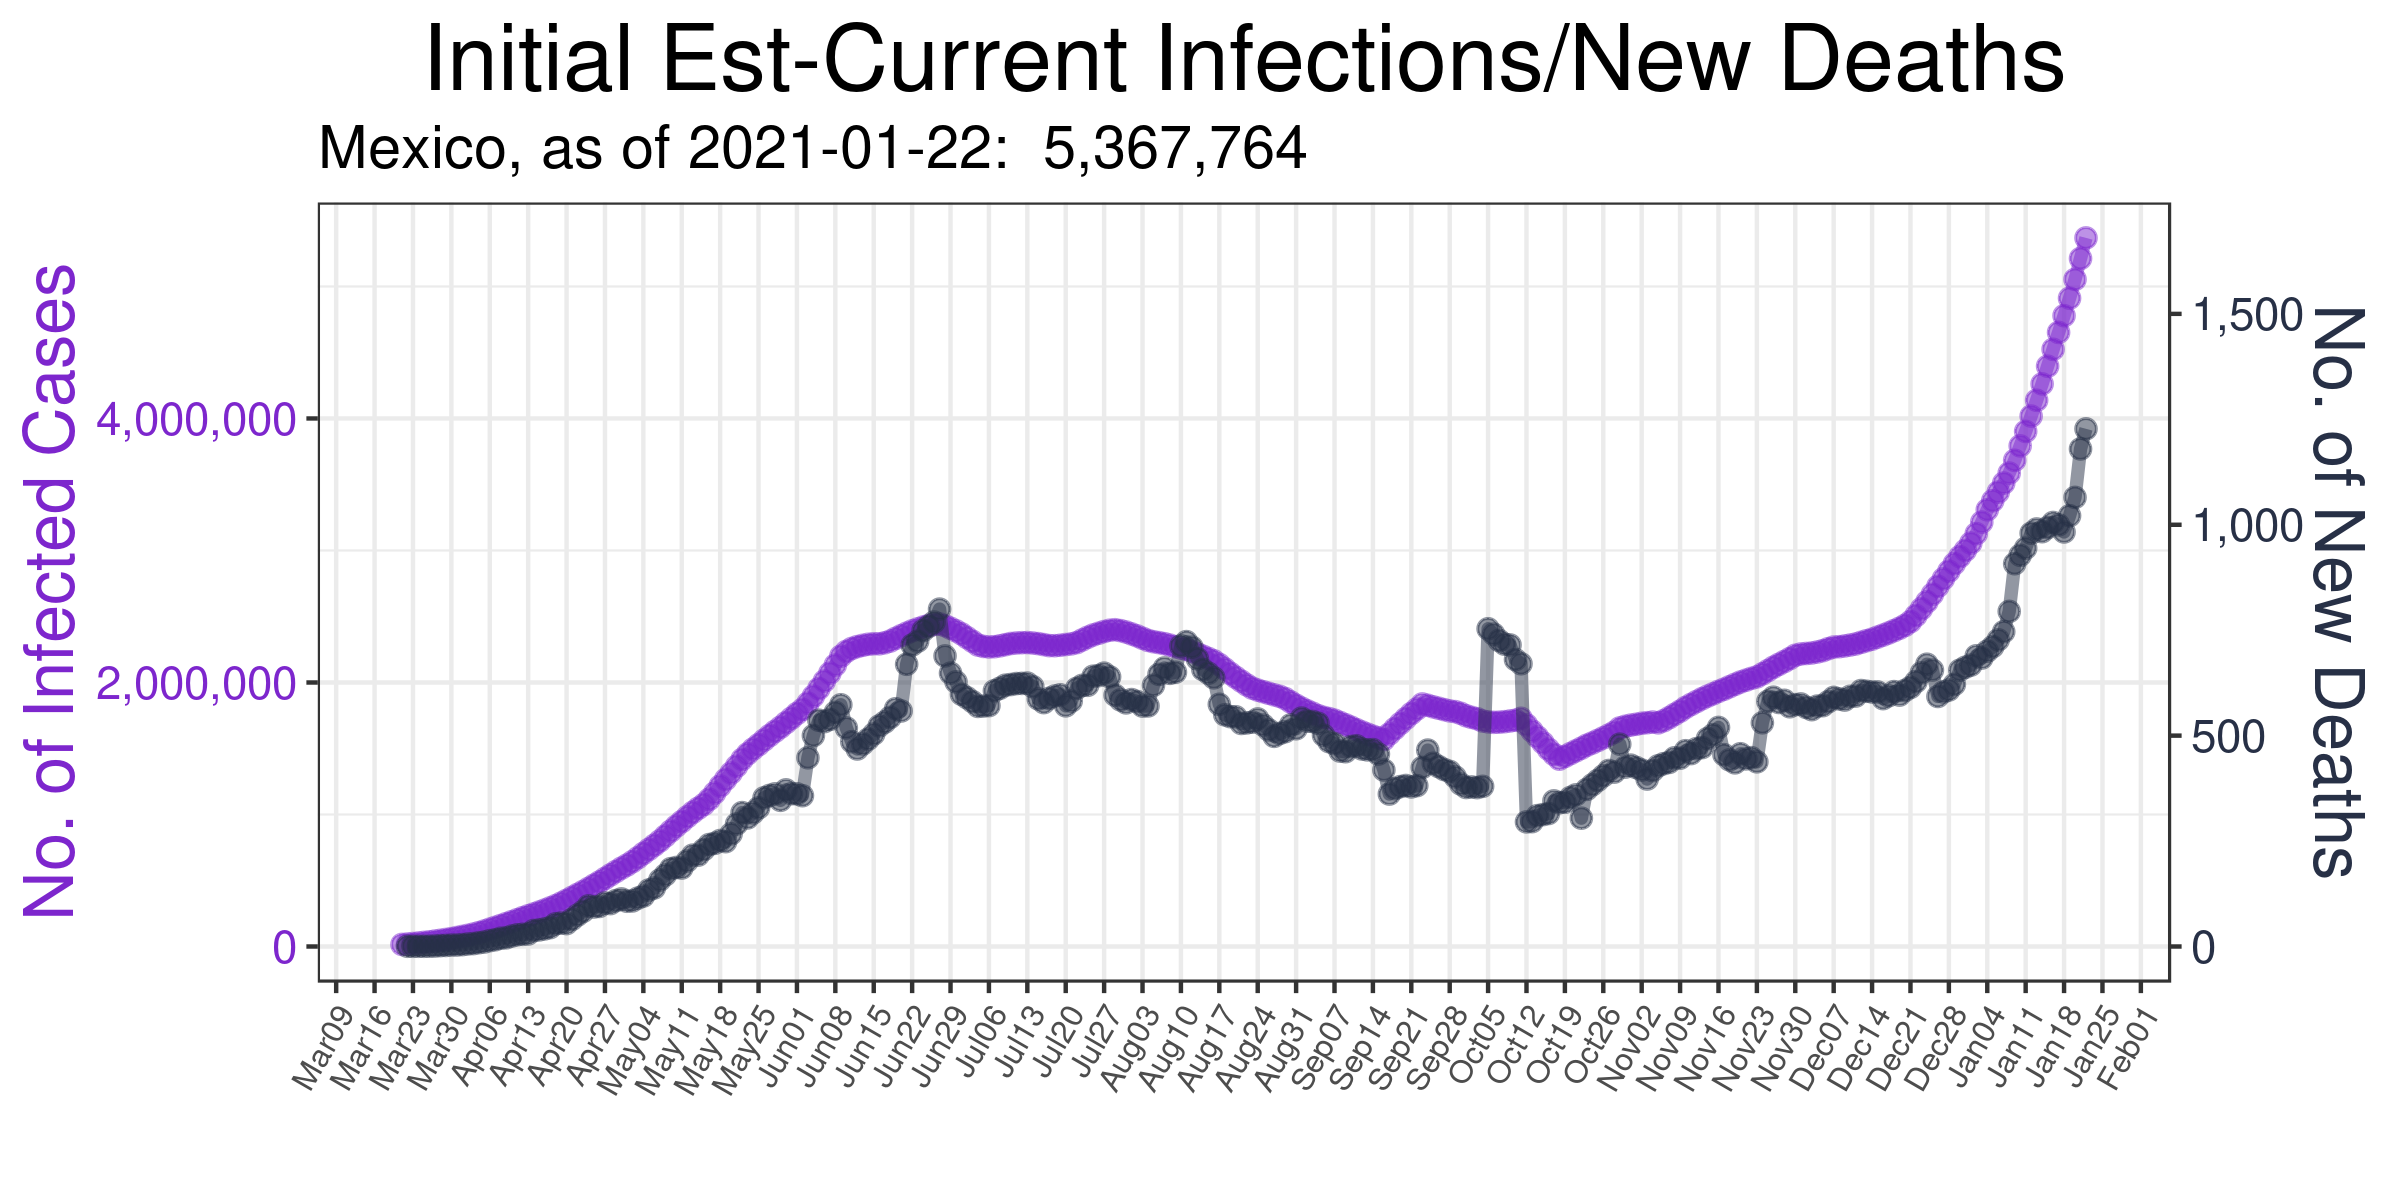 Initial Est-Current Infections/New Deaths
Mexico, as of 2021-01-22:  5,367,764
No. of Infected Cases
4,000,000
2,000,000
0
1,500
1,000
500
0
No. of New Deaths
Mar09
Mar16
Mar23
Mar30
Apr06
Apr13
Apr20
Apr27
May04
May11
May18
May25
Jun01
Jun08
Jun15
Jun22
Jun29
Jul06
Jul13
Jul20
Jul27
Aug03
Aug10
Aug17
Aug24
Aug31
Sep07
Sep14
Sep21
Sep28
Oct05
Oct12
Oct19
Oct26
Nov02
Nov09
Nov16
Nov23
Nov30
Dec07
Dec14
Dec21
Dec28
Jan04
Jan11
Jan18
Jan25
Feb01